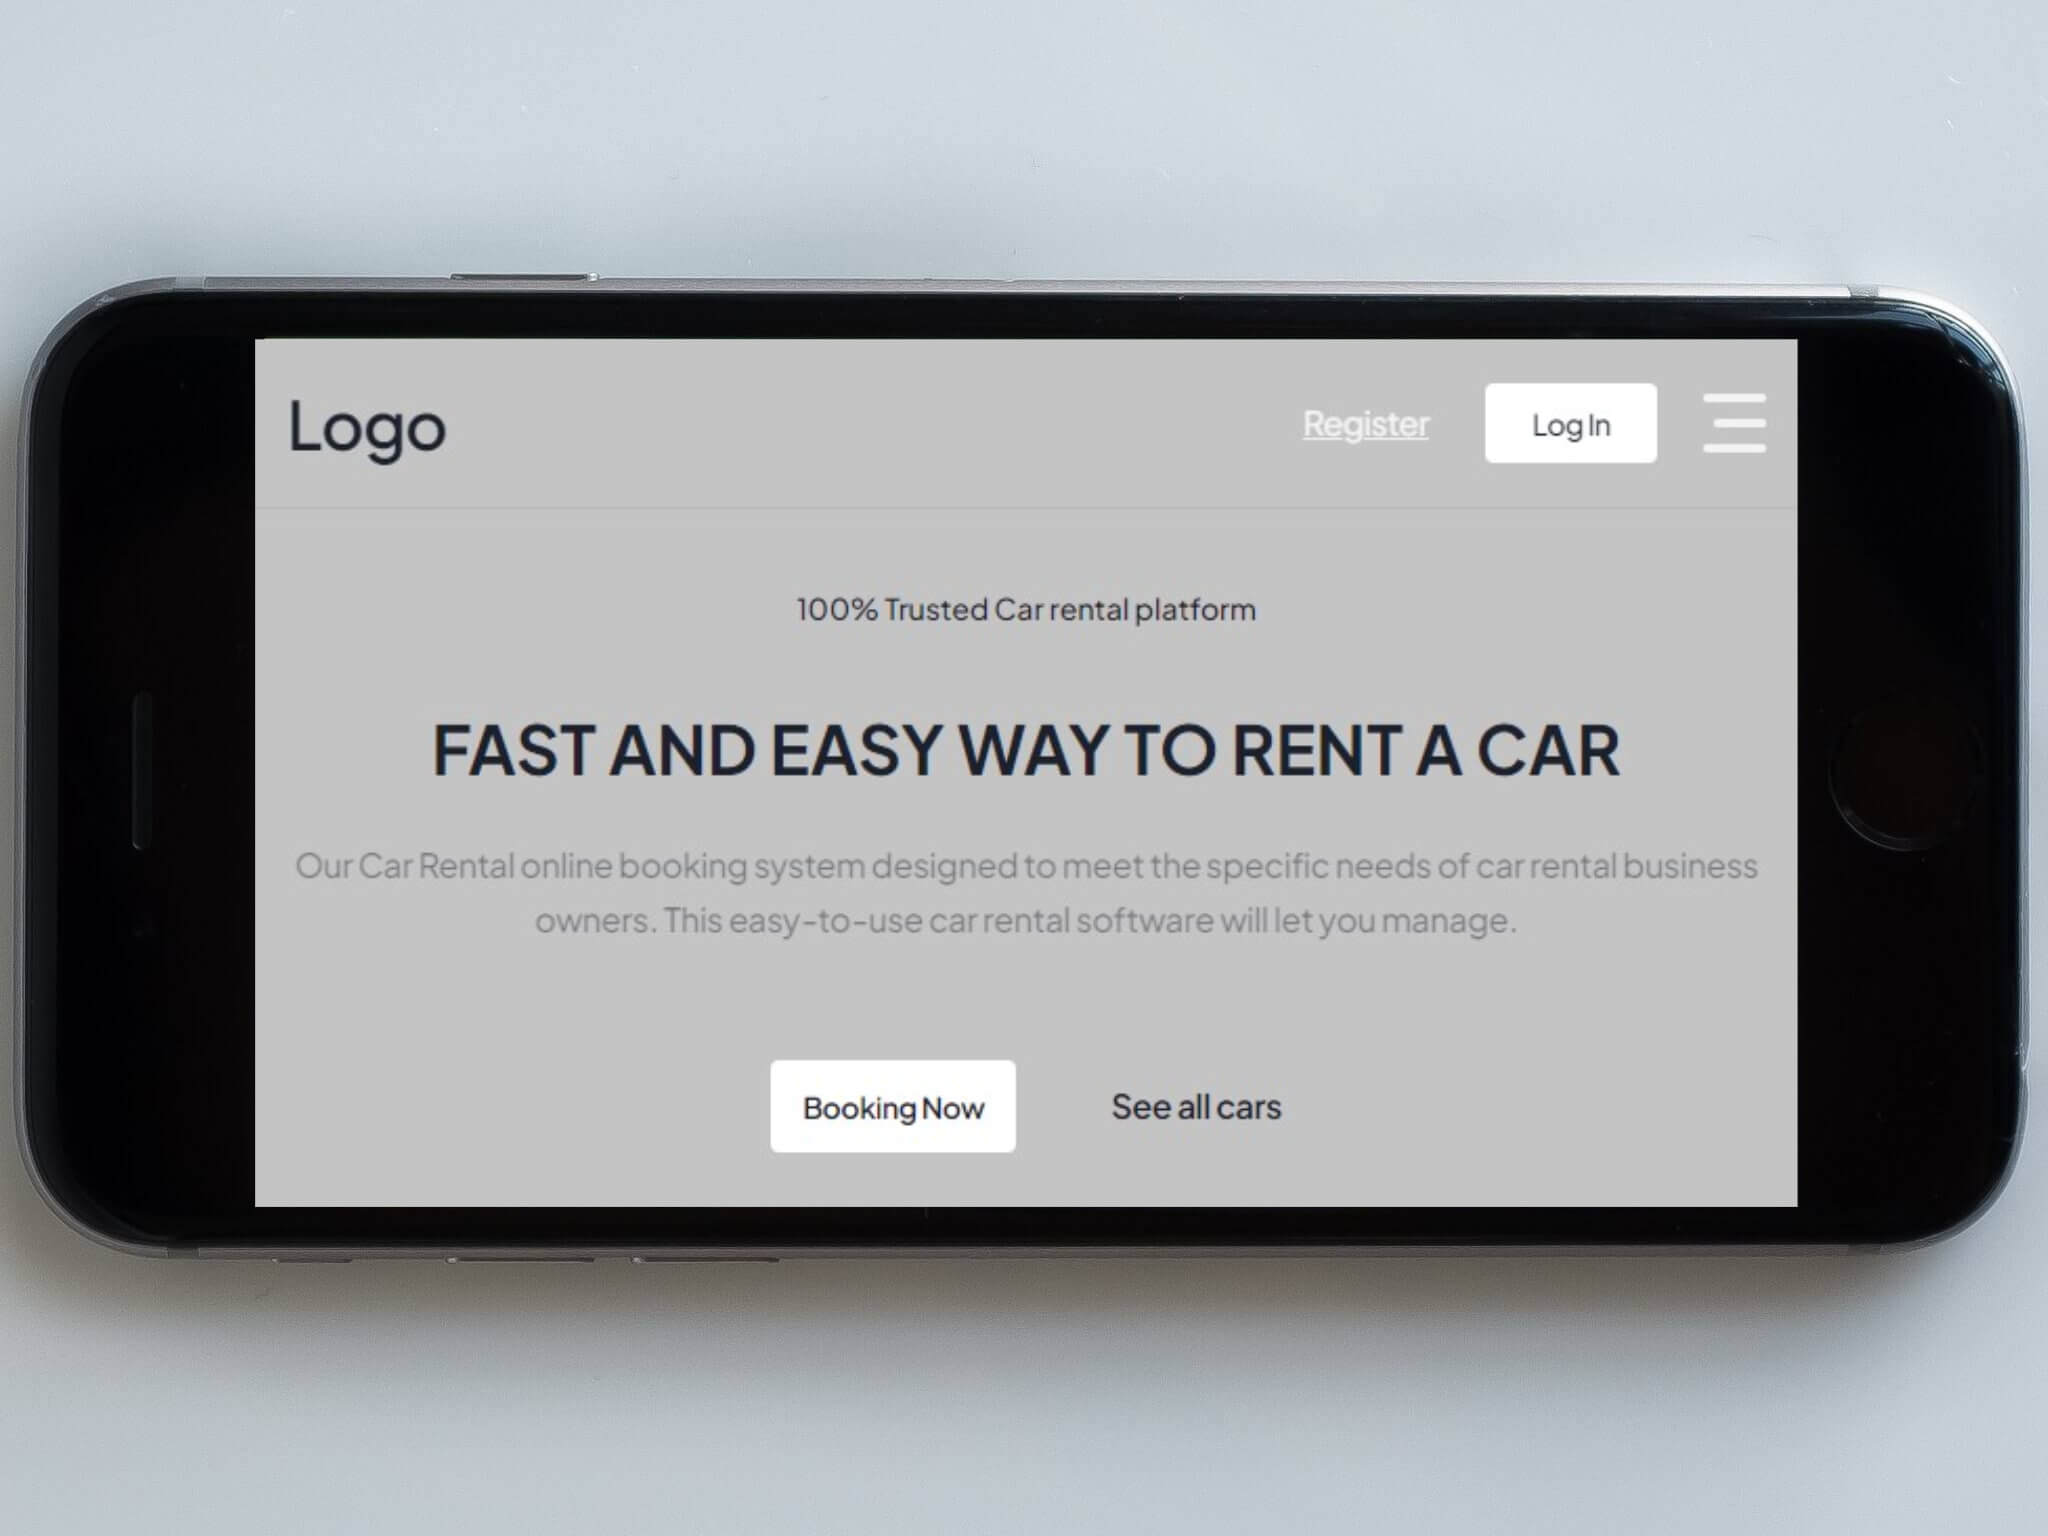 Logo
Register
Log In
100% Trusted Car rental platform
FAST AND EASY WAY TO RENT A CAR
Our Car Rental online booking system designed to meet the specific needs of car rental business
owners. This easy-to-use car rental software will let you manage.
Booking Now
See all cars